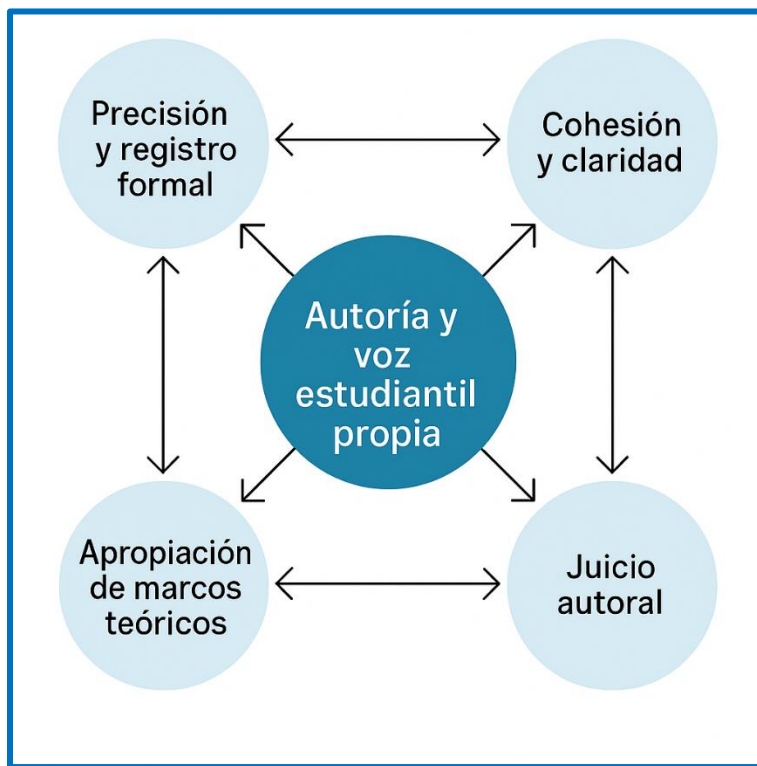 Precisión
y registro
formal
Cohesión
y claridad
Autoría y
voz
estudiantil
propia
Apropiación
de marcos
teóricos
Juicio
autoral